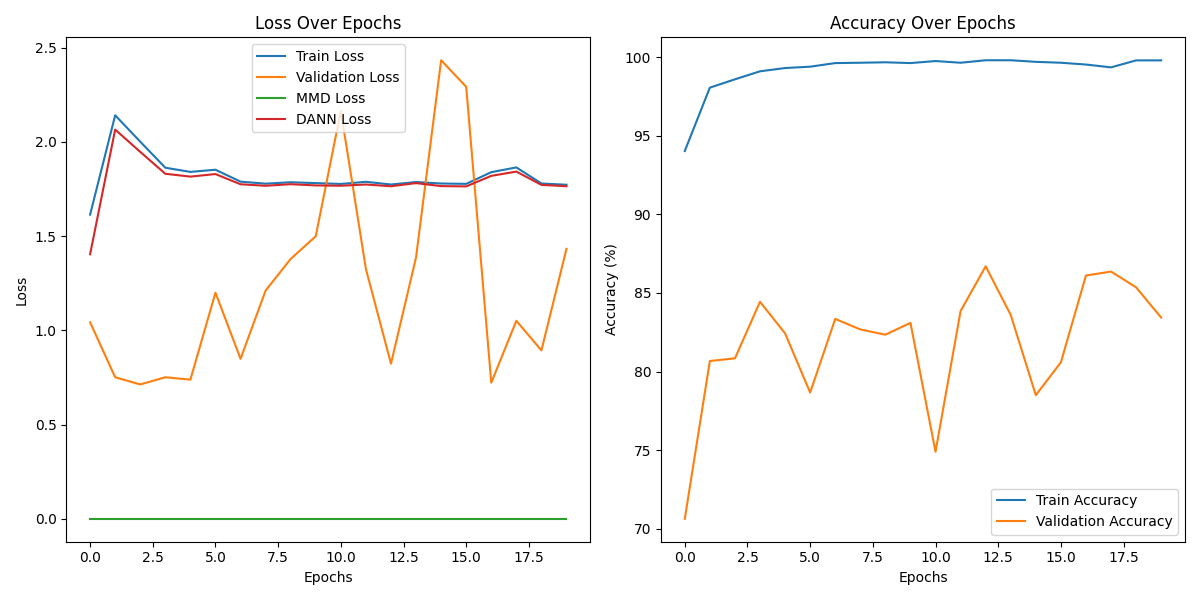 Loss Over Epochs
Train Loss
Validation Loss
MMD Loss
DANN Loss
2.5
2.0
1.5
1.0
0.5
0.0
Loss
0.0 2.5 5.0 7.5 10.0 12.5 15.0 17.5
Epochs
Accuracy Over Epochs
100
95
90
85
80
75
70
Accuracy (%)
Train Accuracy
Validation Accuracy
0.0 2.5 5.0 7.5 10.0 12.5 15.0 17.5
Epochs